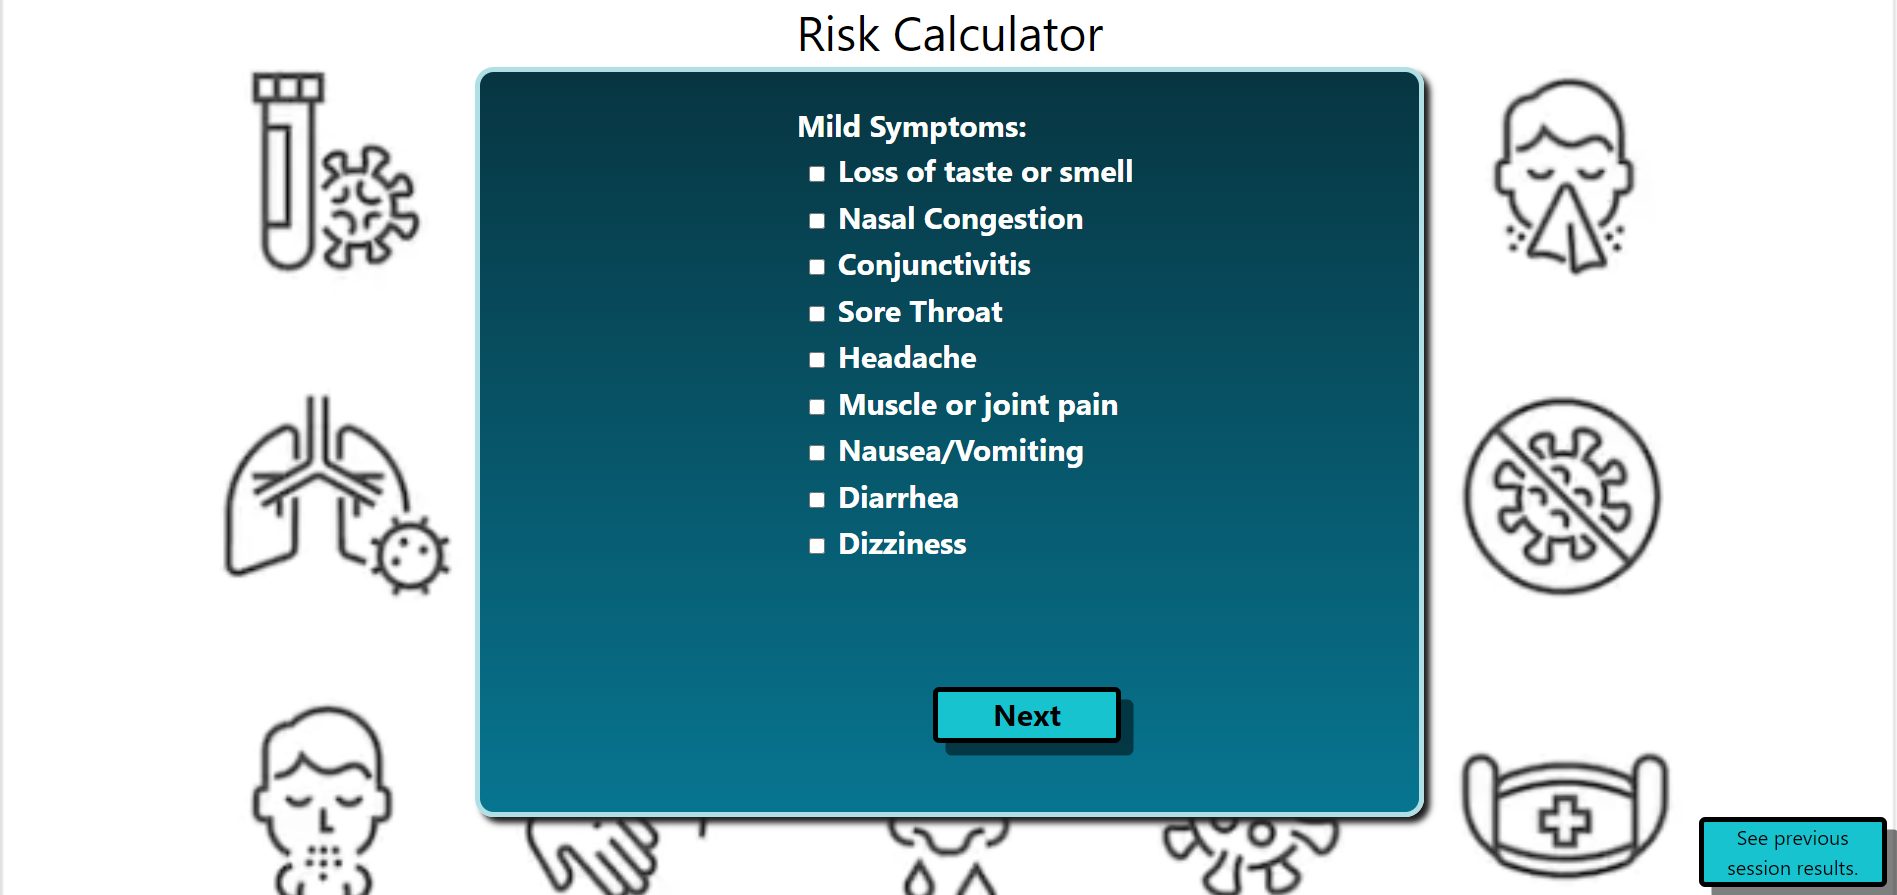 Risk Calculator
Mild Symptoms:
Loss of taste or smell
Nasal Congestion
Conjunctivitis
Sore Throat
Headache
Muscle or joint pain
Nausea/Vomiting
Diarrhea
Dizziness
Next
See previous
session results.